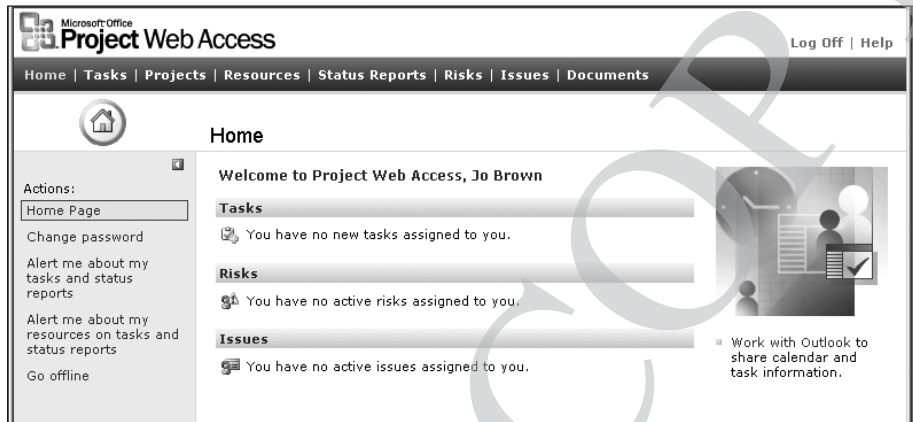 Microsoft Office
Project Web Access
Log Off | Help
Home | Tasks | Projects | Resources | Status Reports | Risks | Issues | Documents
Home
Actions:
Home Page
Change password
Alert me about my
tasks and status
reports
Alert me about my
resources on tasks and
status reports
Go offline
Welcome to Project Web Access, Jo Brown
Tasks
You have no new tasks assigned to you.
Risks
You have no active risks assigned to you.
Issues
You have no active issues assigned to you.
Work with Outlook to
share calendar and
task information.
COP